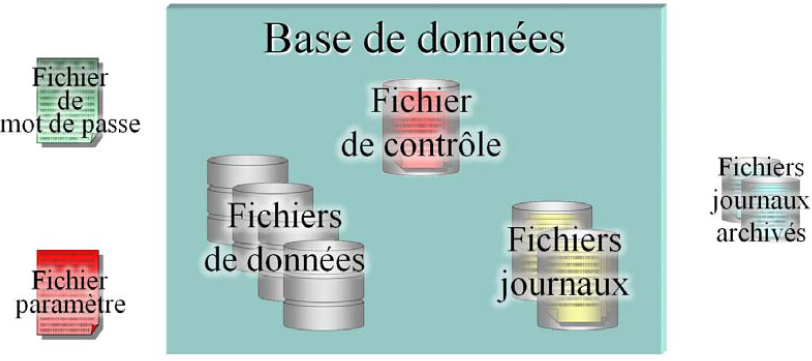 Base de données
Fichier
de
mot de passe
Fichier
de contrôle
Fichiers
de données
Fichiers
journaux
Fichiers
journaux
archivés
Fichier
paramètre